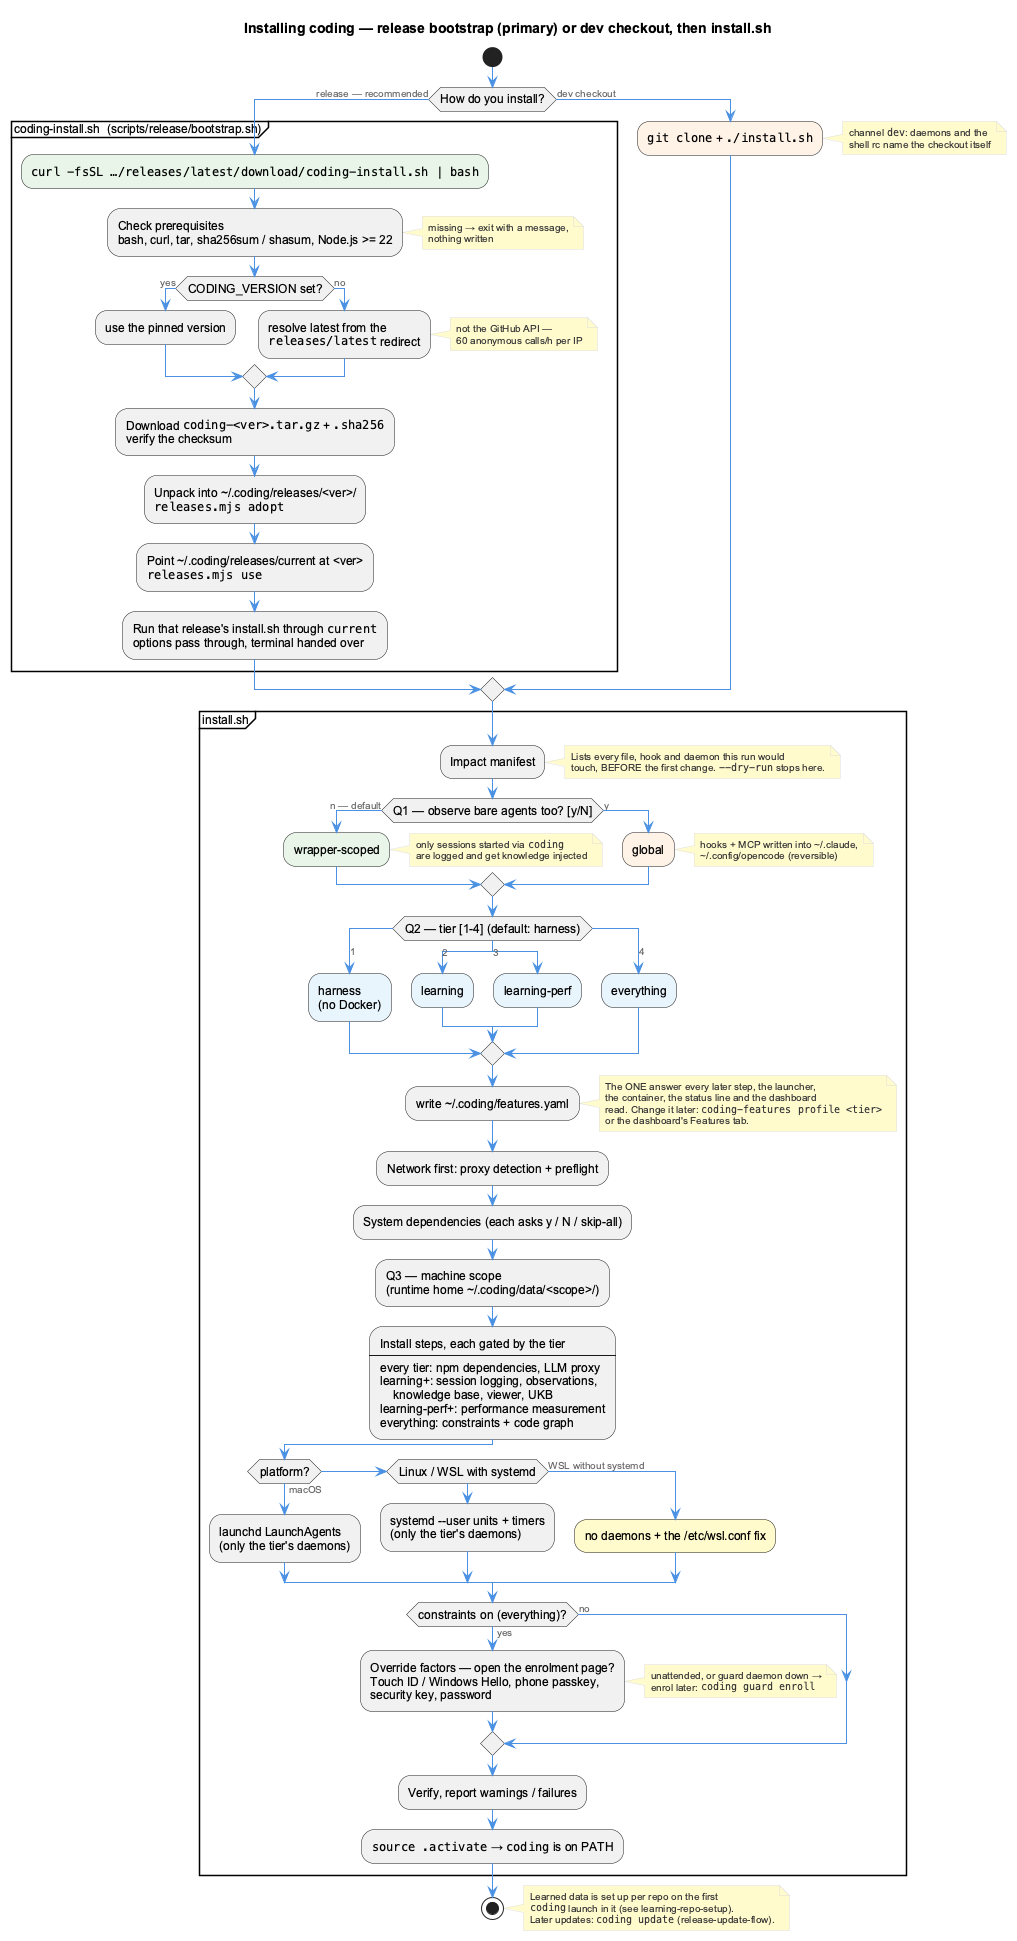 Installing coding — release bootstrap (primary) or dev checkout, then install.sh
How do you install?
release — recommended
dev checkout
coding-install.sh (scripts/release/bootstrap.sh)
curl -fsSL …/releases/latest/download/coding-install.sh | bash
git clone + ./install.sh
channel dev: daemons and the
shell rc name the checkout itself
Check prerequisites
bash, curl, tar, sha256sum / shasum, Node.js >= 22
missing → exit with a message,
nothing written
CODING_VERSION set?
yes
no
use the pinned version
resolve latest from the
releases/latest redirect
not the GitHub API —
60 anonymous calls/h per IP
Download coding-<ver>.tar.gz + .sha256
verify the checksum
Unpack into ~/.coding/releases/<ver>/
releases.mjs adopt
Point ~/.coding/releases/current at <ver>
releases.mjs use
Run that release's install.sh through current
options pass through, terminal handed over
install.sh
Impact manifest
Lists every file, hook and daemon this run would
touch, BEFORE the first change. --dry-run stops here.
Q1 — observe bare agents too? [y/N]
n — default
y
wrapper-scoped
only sessions started via coding
are logged and get knowledge injected
global
hooks + MCP written into ~/.claude,
~/.config/opencode (reversible)
Q2 — tier [1-4] (default: harness)
1
2
3
4
harness
(no Docker)
learning
learning-perf
everything
write ~/.coding/features.yaml
The ONE answer every later step, the launcher,
the container, the status line and the dashboard
read. Change it later: coding-features profile <tier>
or the dashboard's Features tab.
Network first: proxy detection + preflight
System dependencies (each asks y / N / skip-all)
Q3 — machine scope
(runtime home ~/.coding/data/<scope>/)
Install steps, each gated by the tier
every tier: npm dependencies, LLM proxy
learning+: session logging, observations,
knowledge base, viewer, UKB
learning-perf+: performance measurement
everything: constraints + code graph
platform?
macOS
Linux / WSL with systemd
WSL without systemd
launchd LaunchAgents
(only the tier's daemons)
systemd --user units + timers
(only the tier's daemons)
no daemons + the /etc/wsl.conf fix
constraints on (everything)?
no
yes
Override factors — open the enrolment page?
Touch ID / Windows Hello, phone passkey,
security key, password
unattended, or guard daemon down →
enrol later: coding guard enroll
Verify, report warnings / failures
source .activate → coding is on PATH
Learned data is set up per repo on the first
coding launch in it (see learning-repo-setup).
Later updates: coding update (release-update-flow).